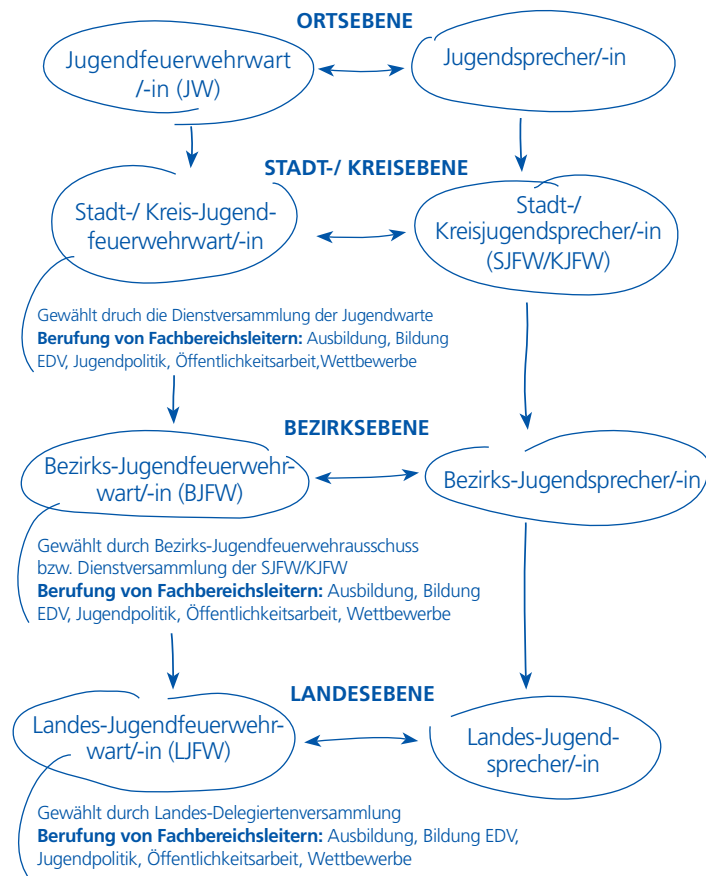 ORTSEBENE
Jugendfeuerwehrwart
/-in (JW)
Jugendsprecher/-in
STADT-/ KREISEBENE
Stadt-/ Kreis-Jugend-
feuerwehrwart/-in
Stadt-/
Kreisjugendsprecher/-in
(SJFW/KJFW)
Gewählt druch die Dienstversammlung der Jugendwarte
Berufung von Fachbereichsleitern: Ausbildung, Bildung
EDV, Jugendpolitik, Öffentlichkeitsarbeit,Wettbewerbe
BEZIRKSEBENE
Bezirks-Jugendfeuerwehr-
wart/-in (BJFW)
Bezirks-Jugendsprecher/-in
Gewählt durch Bezirks-Jugendfeuerwehrausschuss
bzw. Dienstversammlung der SJFW/KJFW
Berufung von Fachbereichsleitern: Ausbildung, Bildung
EDV, Jugendpolitik, Öffentlichkeitsarbeit, Wettbewerbe
LANDESEBENE
Landes-Jugendfeuerwehr-
wart/-in (LJFW)
Landes-Jugend-
sprecher/-in
Gewählt durch Landes-Delegiertenversammlung
Berufung von Fachbereichsleitern: Ausbildung, Bildung EDV,
Jugendpolitik, Öffentlichkeitsarbeit, Wettbewerbe